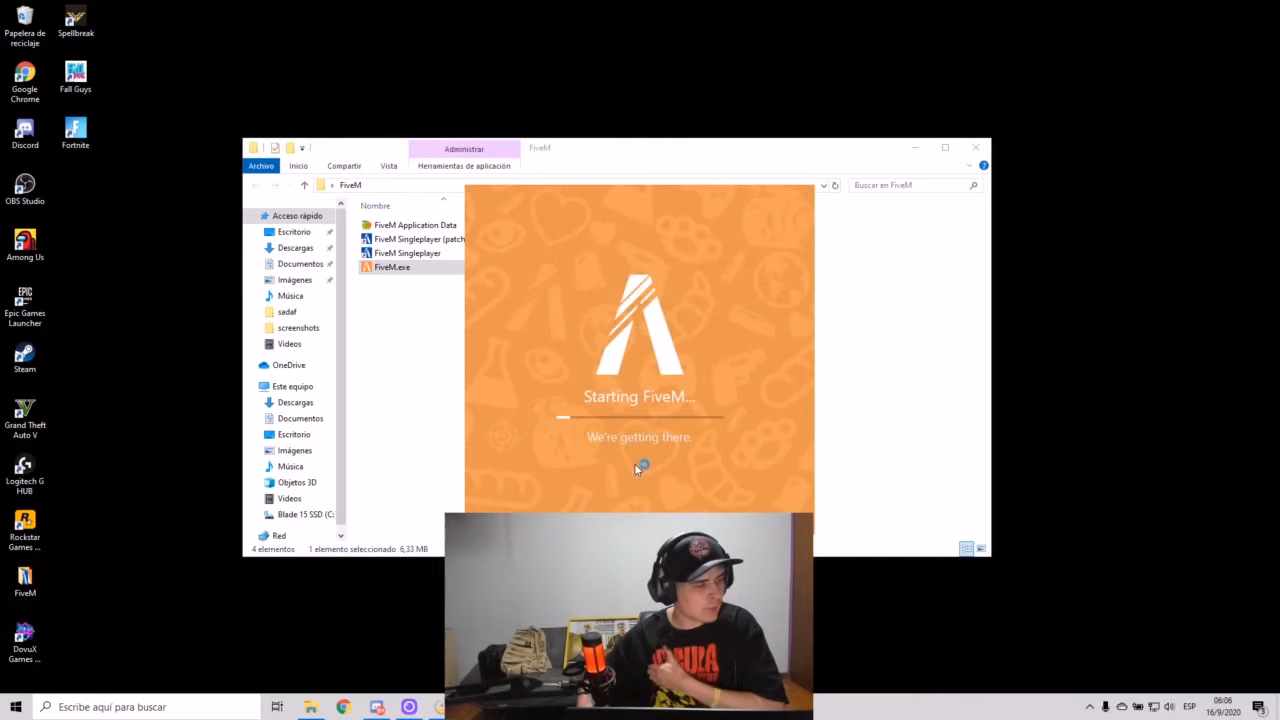 Papelera de
reciclaje
Spellbreak
Google
Chrome
Fall Guys
Discord
Fortnite
OBS Studio
Among Us
EPIC
GAMES
Epic Games
Launcher
Steam
Grand Theft
Auto V
Logitech G
HUB
Rockstar
Games ...
FiveM
DovuX
Games ...
Administrar
FiveM
Archivo
Inicio
Compartir
Vista
Herramientas de aplicación
FiveM
Buscar en FiveM
Acceso rápido
Escritorio
Descargas
Documentos
Imágenes
Música
sadaf
screenshots
Videos
OneDrive
Este equipo
Descargas
Documentos
Escritorio
Imágenes
Música
Objetos 3D
Videos
Blade 15 SSD (C:
Red
Nombre
FiveM Application Data
FiveM Singleplayer (patch
FiveM Singleplayer
FiveM.exe
Starting FiveM...
We're getting there.
4 elementos
1 elemento seleccionado 6,33 MB
Escribe aquí para buscar
ESP
06:06
16/9/2020